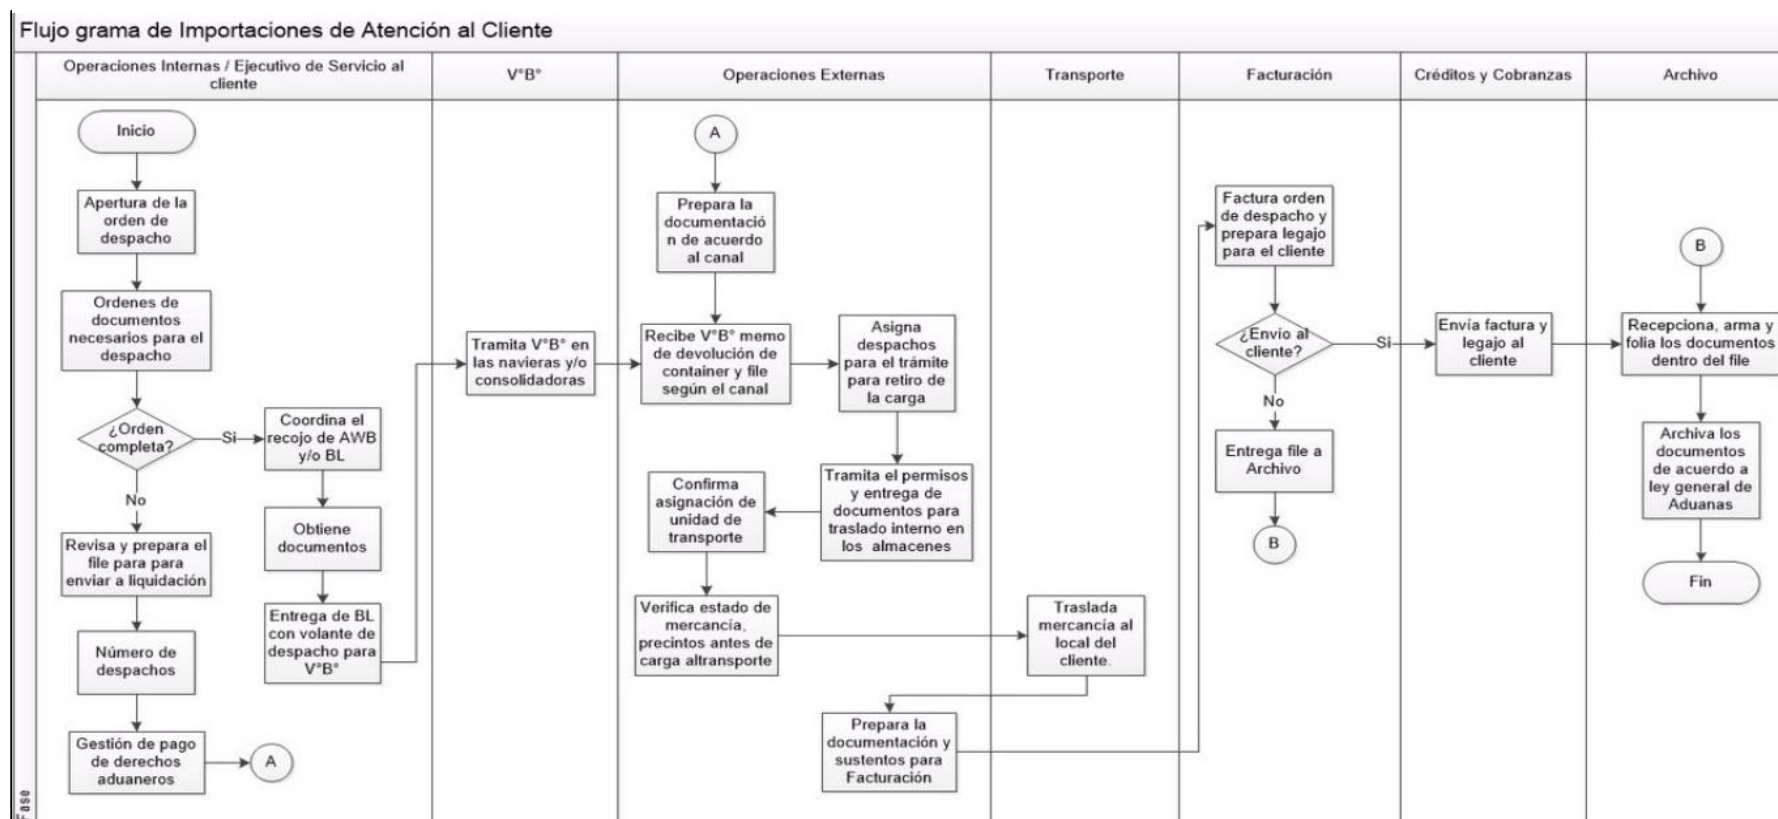 Flujo grama de Importaciones de Atención al Cliente
Operaciones Internas / Ejecutivo de Servicio al
cliente
V°B°
Operaciones Externas
Transporte
Facturación
Créditos y Cobranzas
Archivo
Inicio
Apertura de la
orden de
despacho
Ordenes de
documentos
necesarios para el
despacho
¿Orden
completa?
Si
No
Revisa y prepara el
file para para
enviar a liquidación
Número de
despachos
Gestión de pago
de derechos
aduaneros
A
Coordina el
recojo de AWB
y/o BL
Obtiene
documentos
Entrega de BL
con volante de
despacho para
V°B°
Tramita V°B° en
las navieras y/o
consolidadoras
A
Prepara la
documentació
n de acuerdo
al canal
Recibe V°B° memo
de devolución de
container y file
según el canal
Asigna
despachos
para el trámite
para retiro de
la carga
Tramita el permisos
y entrega de
documentos para
traslado interno en
los almacenes
Confirma
asignación de
unidad de
transporte
Verifica estado de
mercancía,
precintos antes de
carga altransporte
Traslada
mercancía al
local del
cliente.
Prepara la
documentación y
sustentos para
Facturación
Factura orden
de despacho y
prepara legajo
para el cliente
¿Envío al
cliente?
Si
No
Entrega file a
Archivo
B
Envía factura y
legajo al
cliente
B
Recepciona, arma y
folia los documentos
dentro del file
Archiva los
documentos
de acuerdo a
ley general de
Aduanas
Fin
Fase